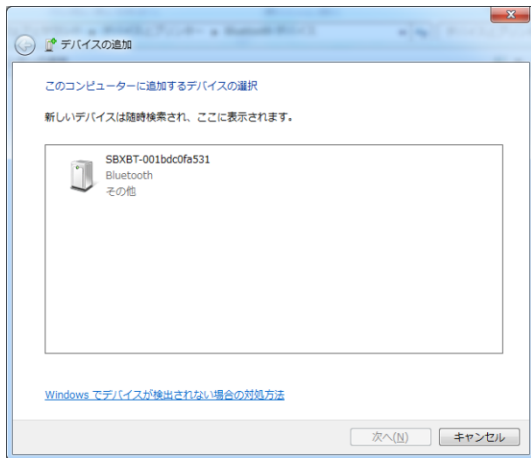 デバイスの追加
このコンピューターに追加するデバイスの選択
新しいデバイスは随時検索され、ここに表示されます。
SBXBT-001bdc0fa531
Bluetooth
その他
Windows でデバイスが検出されない場合の対処方法
次へ(N)
キャンセル